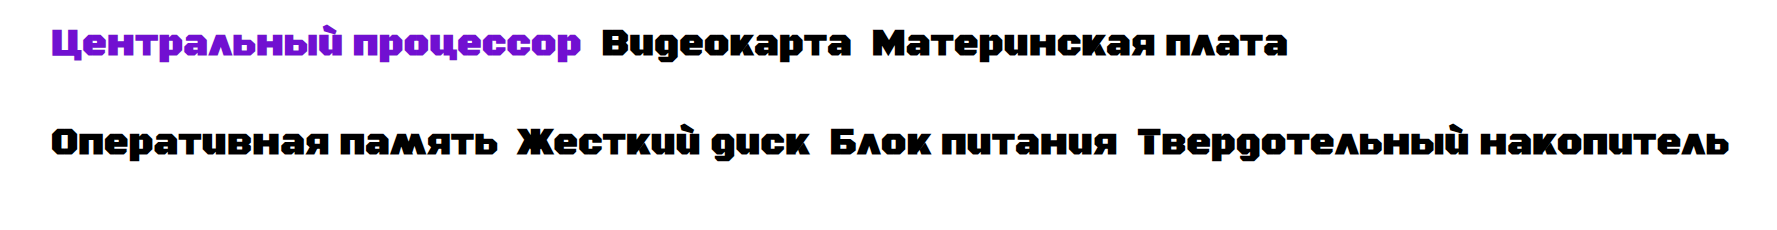 Центральный процессор Видеокарта Материнская плата
Оперативная память Жесткий диск Блок питания Твердотельный накопитель